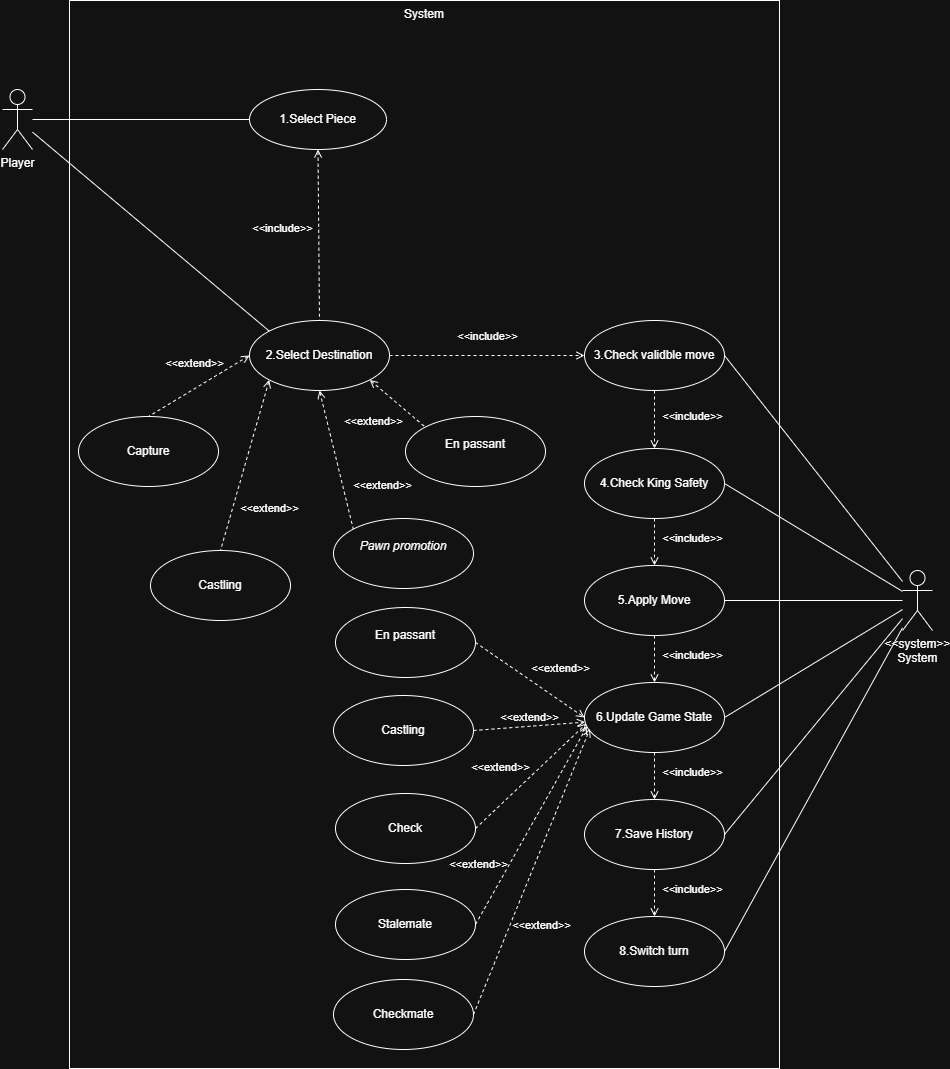 System
1.Select Piece
Player
<<include>>
2.Select Destination
<<include>>
3.Check validble move
<<extend>>
<<include>>
<<extend>>
En passant
Capture
4.Check King Safety
<<extend>>
<<extend>>
<<include>>
Pawn promotion
Castling
5.Apply Move
En passant
<<system>>
System
<<include>>
<<extend>>
Castling
<<extend>>
6.Update Game State
<<extend>>
<<include>>
Check
7.Save History
<<extend>>
<<include>>
Stalemate
<<extend>>
8.Switch turn
Checkmate